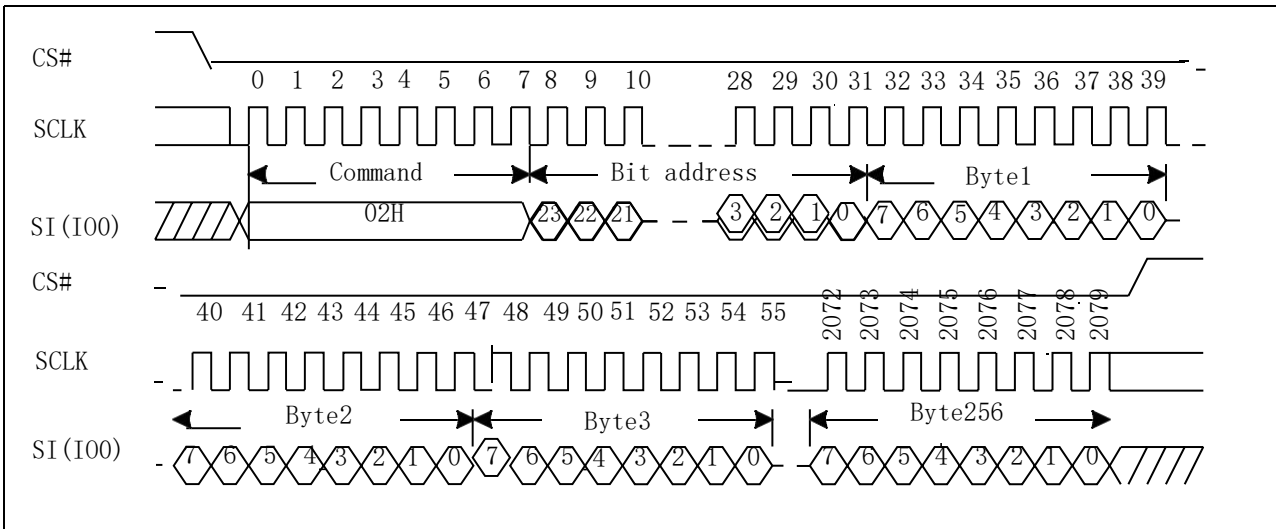 CS#
0 1 2 3 4 5 6 7 8 9 10 28 29 30 31 32 33 34 35 36 37 38 39
SCLK
Command Bit address Byte1
SI(IO0) 02H 23 22 21 3 2 1 0 7 6 5 4 3 2 1 0
CS#
40 41 42 43 44 45 46 47 48 49 50 51 52 53 54 55 2072 2073 2074 2075 2076 2077 2078 2079
SCLK
Byte2 Byte3 Byte256
SI(IO0) 7 6 5 4 3 2 1 0 7 6 5 4 3 2 1 0 7 6 5 4 3 2 1 0